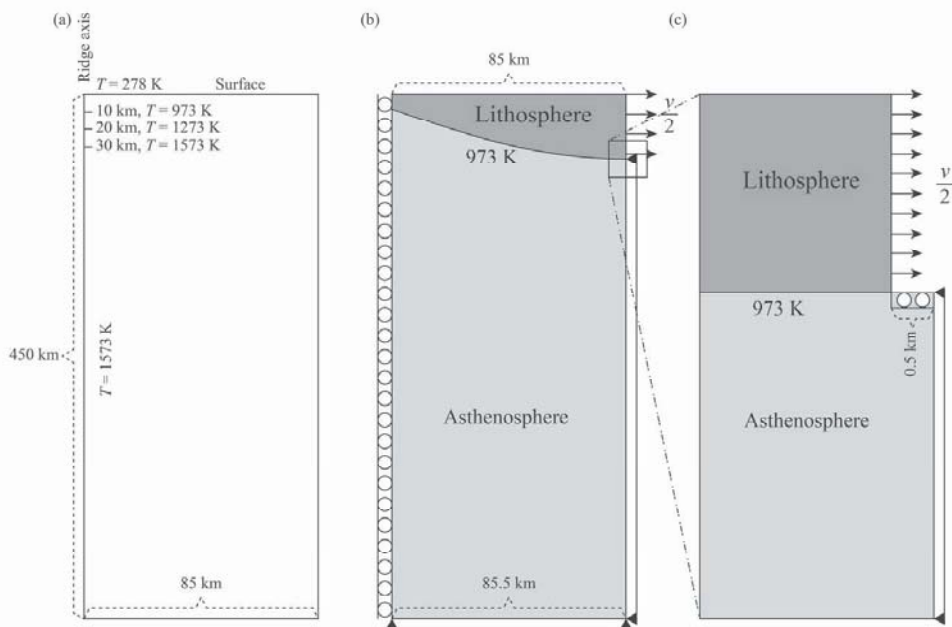 (a)
Ridge axis
T = 278 K Surface
10 km, T = 973 K
20 km, T = 1273 K
30 km, T = 1573 K
450 km
T = 1573 K
85 km
(b)
85 km
Lithosphere
v
2
973 K
Asthenosphere
85.5 km
(c)
Lithosphere
v
2
973 K
0.5 km
Asthenosphere